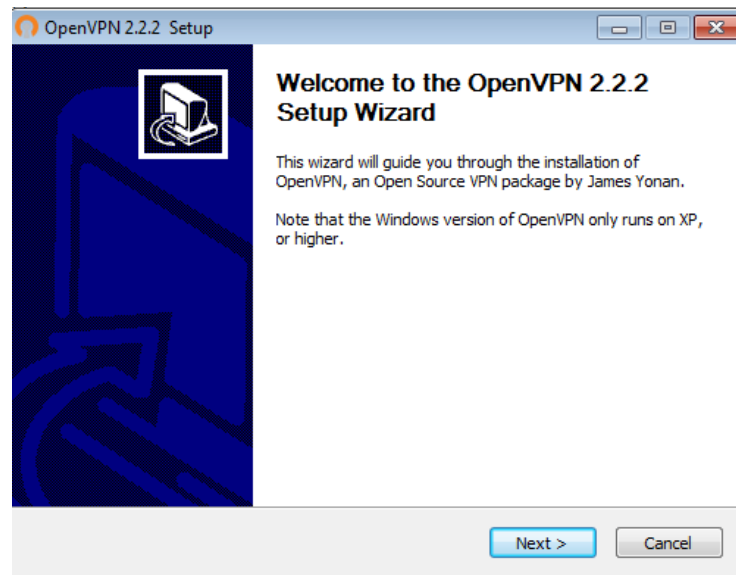 OpenVPN 2.2.2 Setup
Welcome to the OpenVPN 2.2.2
Setup Wizard
This wizard will guide you through the installation of
OpenVPN, an Open Source VPN package by James Yonan.
Note that the Windows version of OpenVPN only runs on XP,
or higher.
Next >
Cancel